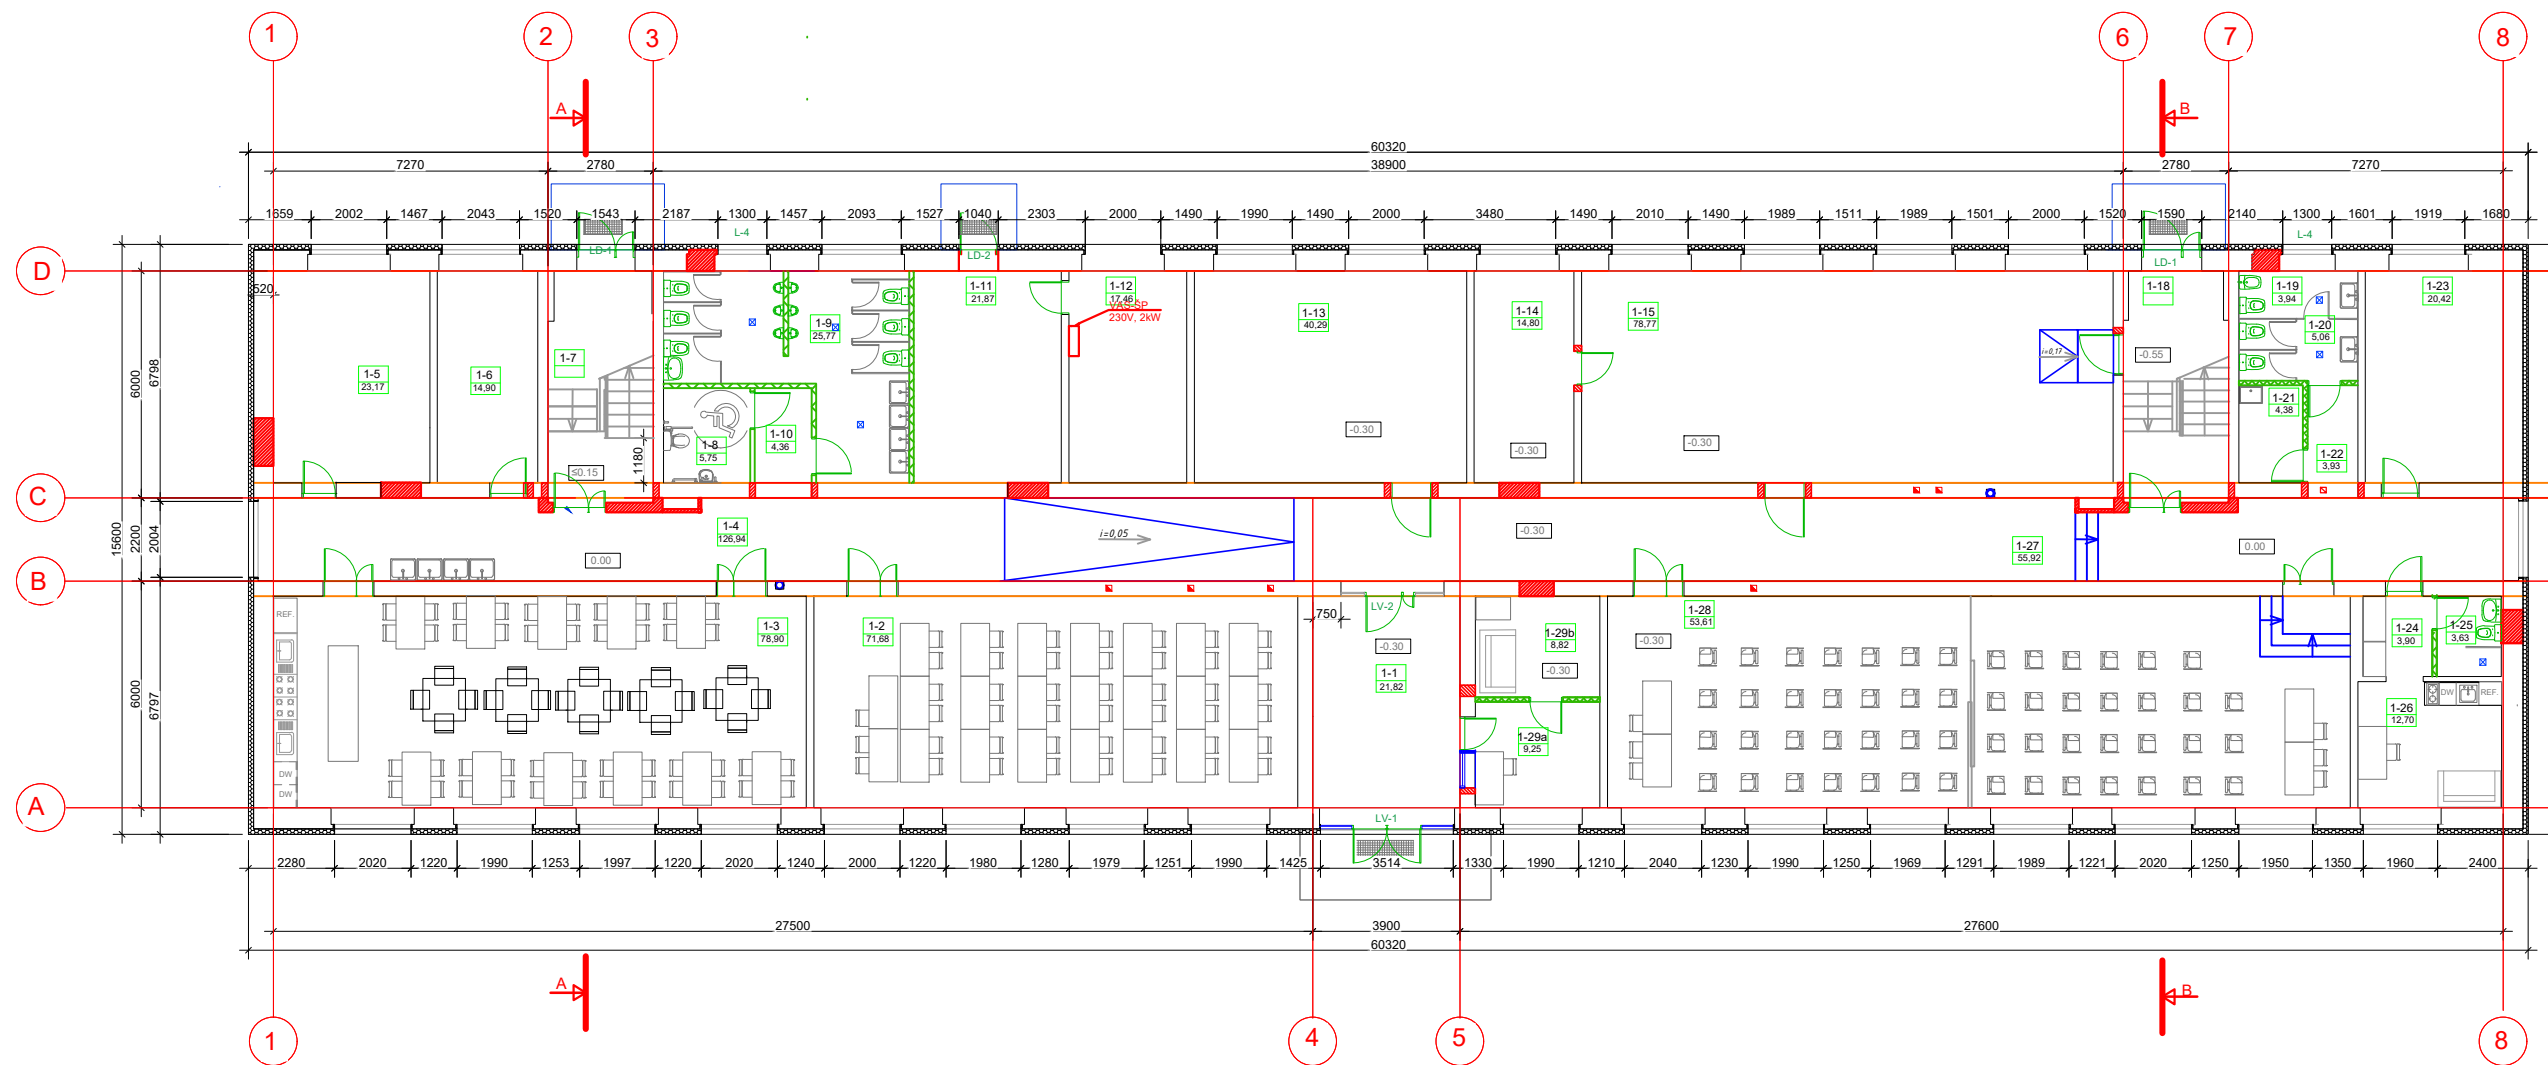 1 2 3 6 7 8
A B
60320
7270 2780 38900 2780 7270
1659 2002 1467 2043 1520 1543 2187 1300 1457 2093 1527 1040 2303 2000 1490 1990 1490 2000 3480 1490 2010 1490 1989 1511 1989 1501 2000 1520 1590 2140 1300 1601 1919 1680
L-4 L-4
LD-1 LD-2 LD-1
D
520
1-11
21,87
1-12
17,46
VAS-ŠP
230V, 2kW
1-18
1-19
3,94
1-23
20,42
1-9
25,77
1-13
40,29
1-14
14,80
1-15
78,77
1-20
5,06
1-7
i=0,17
-0.55
1-5
23,17
1-6
14,90
6000 6798
1-21
4,38
1-8
5,75
1-10
4,36
-0.30
-0.30
-0.30
1180
≤0.15
1-22
3,93
C
1-4
126,94
i=0,05
-0.30
1-27
55,92
0.00
0.00
15600 2200 2004
B
REF.
LV-2
750
1-3
78,90
1-2
71,68
-0.30
1-29b
8,82
-0.30
1-28
53,61
-0.30
1-24
3,90
1-25
3,63
1-1
21,82
6000 6797
DW REF.
1-26
12,70
1-29a
9,25
DW
DW
A
LV-1
2280 2020 1220 1990 1253 1997 1220 2020 1240 2000 1220 1980 1280 1979 1251 1990 1425 3514 1330 1990 1210 2040 1230 1990 1250 1969 1291 1989 1221 2020 1250 1950 1350 1960 2400
27500 3900 27600
60320
A B
1 4 5 8